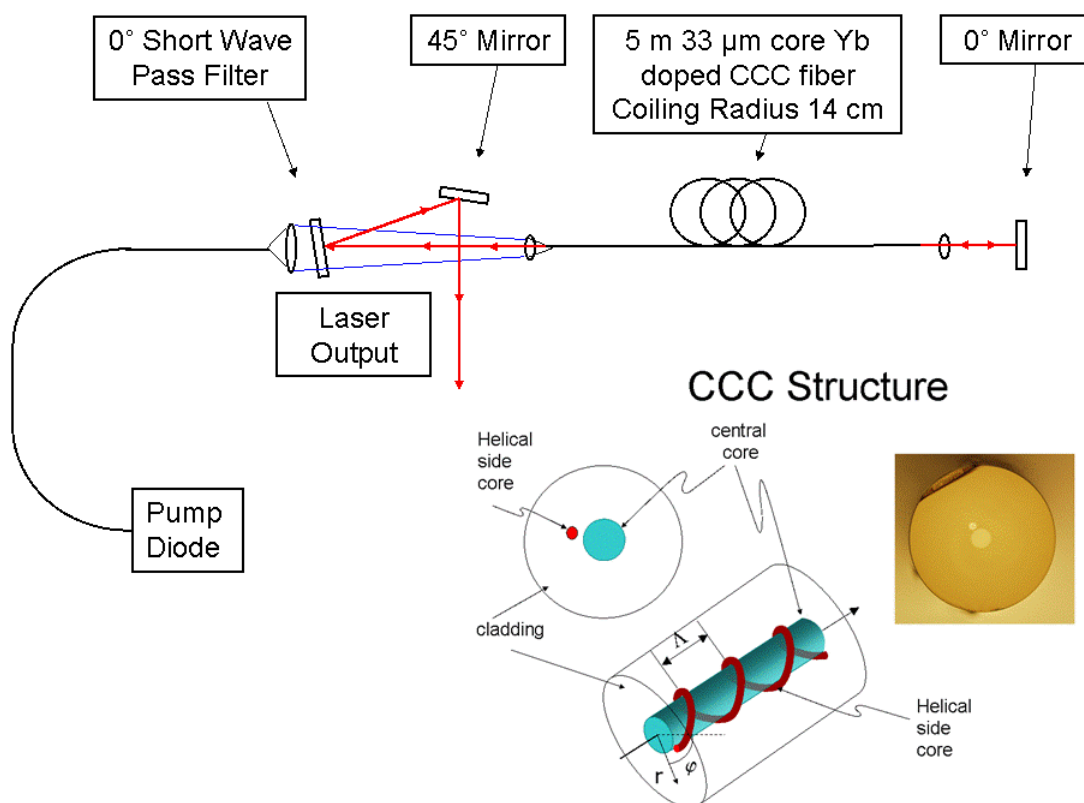 0° Short Wave
Pass Filter
45° Mirror
5 m 33 µm core Yb
doped CCC fiber
Coiling Radius 14 cm
0° Mirror
Laser
Output
Pump
Diode
CCC Structure
Helical
side
core
central
core
cladding
Λ
Helical
side
core
r
φ